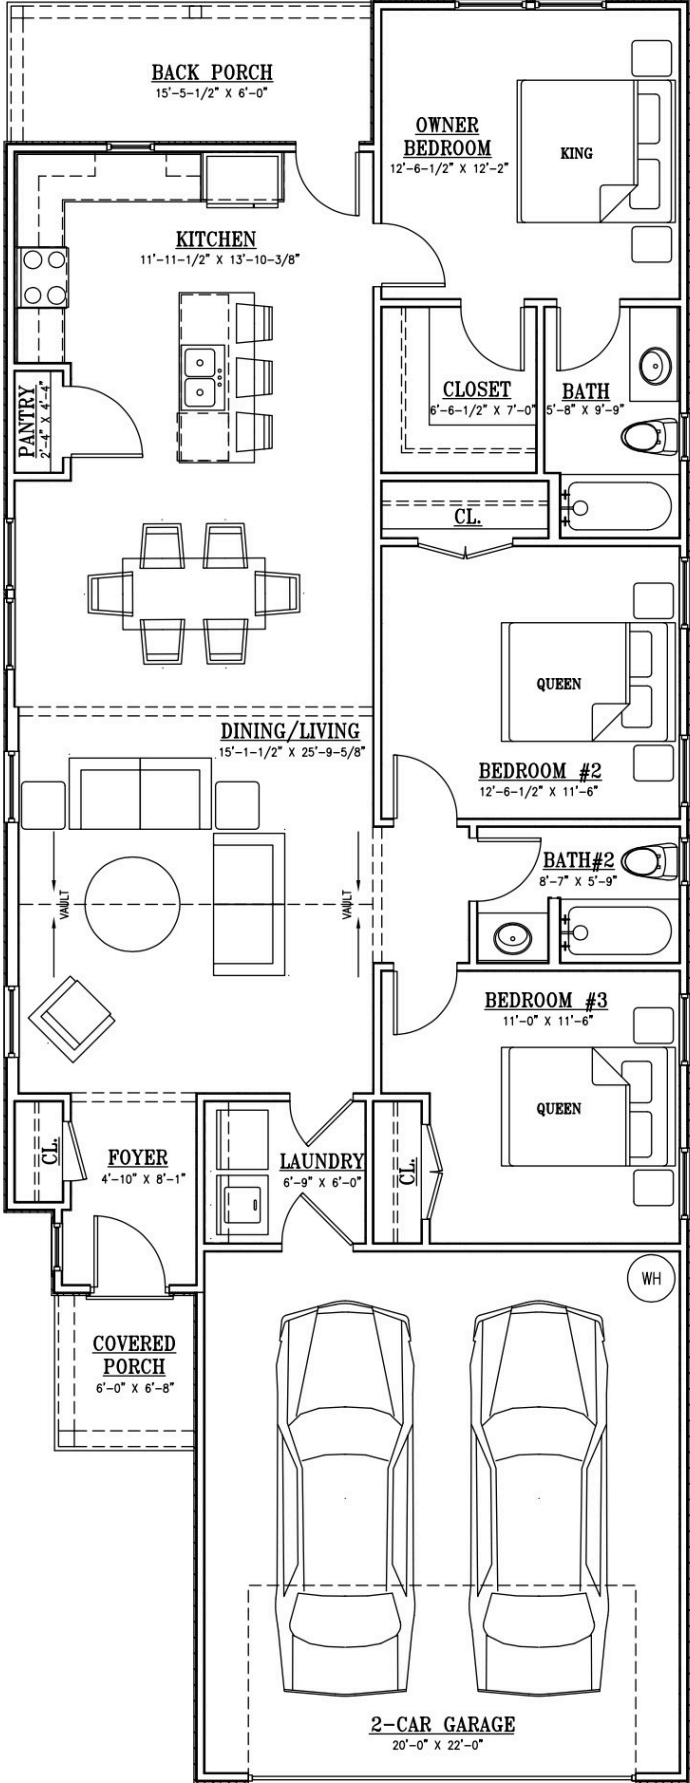 BACK PORCH
15'-5-1/2" X 6'-0"
OWNER
BEDROOM
12'-6-1/2" X 12'-2"
KING
KITCHEN
11'-11-1/2" X 13'-10-3/8"
PANTRY
2'-4" X 4'-4"
CLOSET
6'-6-1/2" X 7'-0"
BATH
5'-8" X 9'-9"
CL.
QUEEN
DINING/LIVING
15'-1-1/2" X 25'-9-5/8"
BEDROOM #2
12'-6-1/2" X 11'-6"
VAULT
VAULT
BATH#2
8'-7" X 5'-9"
BEDROOM #3
11'-0" X 11'-6"
QUEEN
CL.
FOYER
4'-10" X 8'-1"
LAUNDRY
6'-9" X 6'-0"
CL.
WH
COVERED
PORCH
6'-0" X 6'-8"
2-CAR GARAGE
20'-0" X 22'-0"